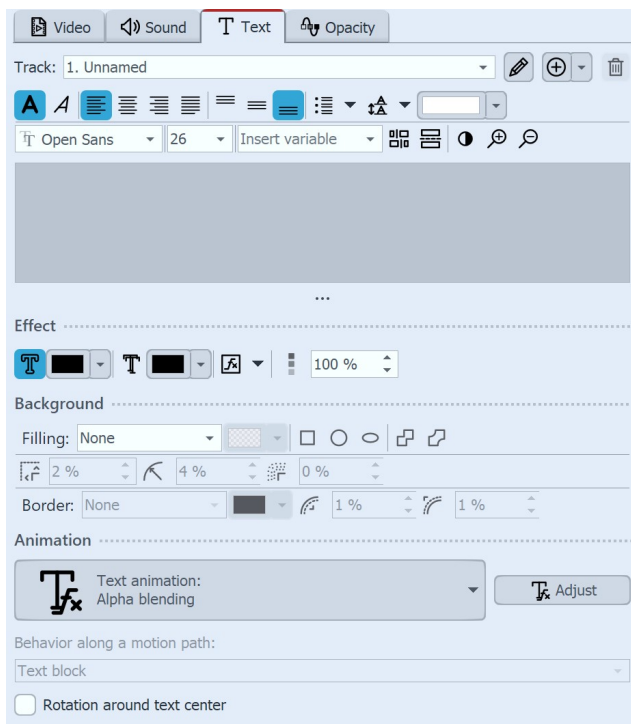 Video Sound T Text Opacity
Track: 1. Unnamed
A A
Open Sans 26 Insert variable
...
Effect
100 %
Background
Filling: None
2 % 4 % 0 %
Border: None 1 % 1 %
Animation
Text animation:
Alpha blending
Adjust
Behavior along a motion path:
Text block
Rotation around text center